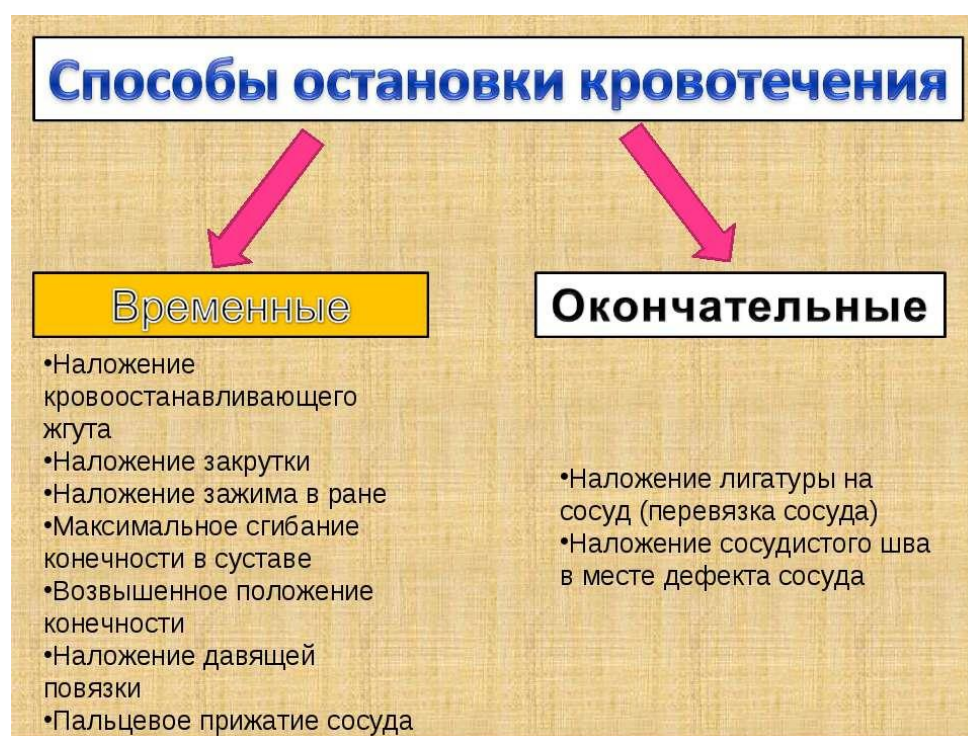 Способы остановки кровотечения
Временные
•Наложение
кровоостанавливающего
жгута
•Наложение закрутки
•Наложение зажима в ране
•Максимальное сгибание
конечности в суставе
•Возвышенное положение
конечности
•Наложение давящей
повязки
•Пальцевое прижатие сосуда
Окончательные
•Наложение лигатуры на
сосуд (перевязка сосуда)
•Наложение сосудистого шва
в месте дефекта сосуда